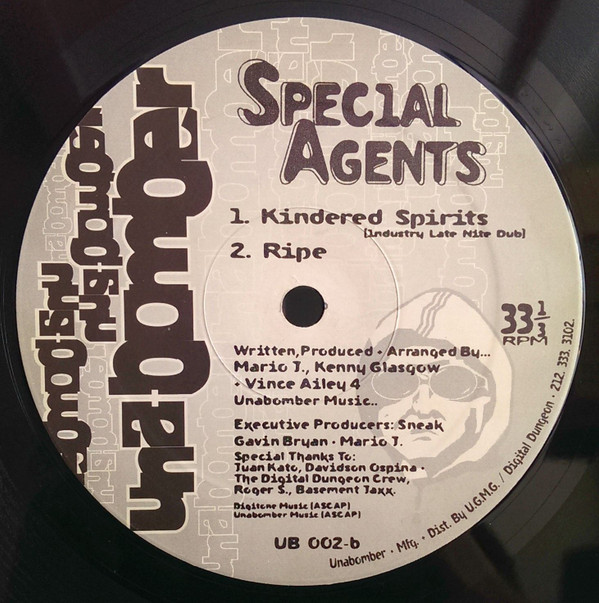 unabomber
unabomber
unabomber
SPECIAL
AGENTS
1. Kindered Spirits
[Industry Late Nite Dub]
2. Ripe
33 1/3
RPM
Written, Produced • Arranged By...
Mario J., Kenny Glasgow
• Vince Ailey 4
Unabomber Music..
Executive Producers: Sneak
Gavin Bryan • Mario J.
Special Thanks To:
Juan Kato, Davidson Ospina •
The Digital Dungeon Crew,
Roger S., Basement Jaxx.
Digitone Music [ASCAP]
Unabomber Music [ASCAP]
UB 002-b
Unabomber • Mfg. • Dist. By U.G.M.G. / Digital Dungeon • 212. 333. 3102.